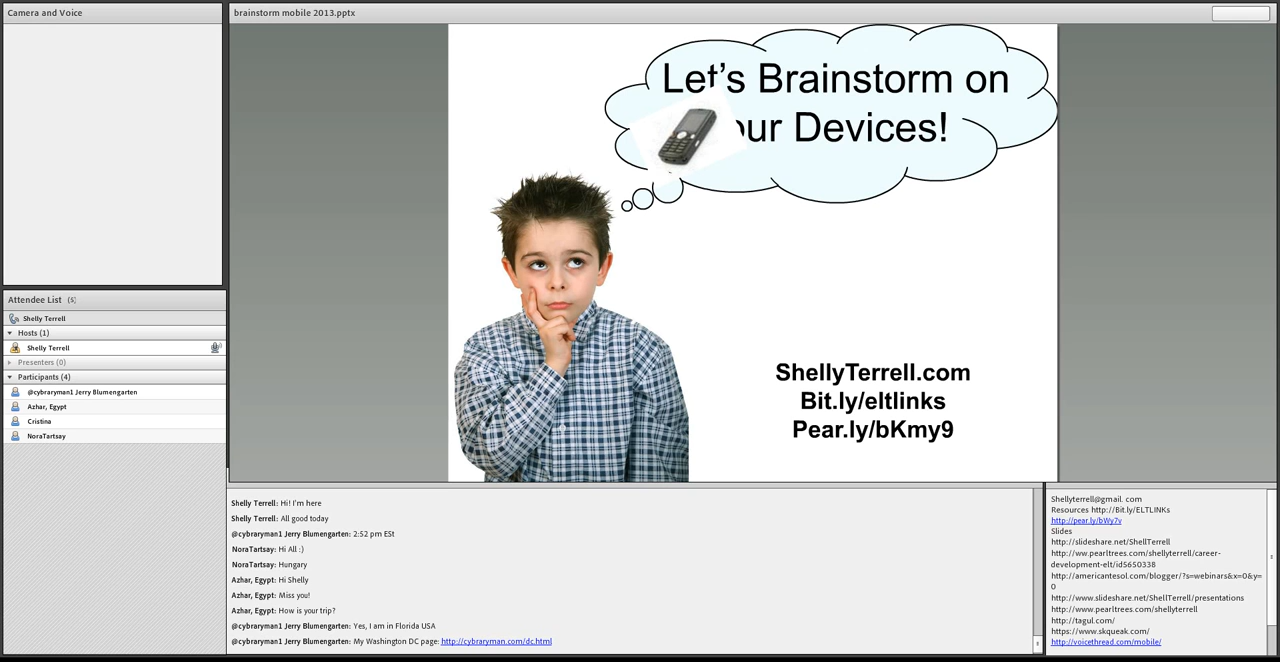 Camera and Voice
brainstorm mobile 2013.pptx
Let's Brainstorm on
our Devices!
ShellyTerrell.com
Bit.ly/eltlinks
Pear.ly/bKmy9
Attendee List (5)
Shelly Terrell
Hosts (1)
Shelly Terrell
Presenters (0)
Participants (4)
@cybraryman1 Jerry Blumengarten
Azhar, Egypt
Cristina
NoraTartsay
Shelly Terrell: Hi! I'm here
Shelly Terrell: All good today
@cybraryman1 Jerry Blumengarten: 2:52 pm ESt
NoraTartsay: Hi All :)
NoraTartsay: Hungary
Azhar, Egypt: Hi Shelly
Azhar, Egypt: Miss you!
Azhar, Egypt: How is your trip?
@cybraryman1 Jerry Blumengarten: Yes, I am in Florida USA
@cybraryman1 Jerry Blumengarten: My Washington DC page: http://cybraryman.com/dc.html
Shellyterrell@gmail. com
Resources http://Bit.ly/ELTLINKs
http://pear.ly/bWy7v
Slides
http://slideshare.net/ShellTerrell
http://ww.pearltrees.com/shellyterrell/career-
development-elt/id5650338
http://americantesol.com/blogger/?s=webinars&x=0&y=
0
http://www.slideshare.net/ShellTerrell/presentations
http://www.pearltrees.com/shellyterrell
http://tagul.com/
https://www.skqueak.com/
http://voicethread.com/mobile/